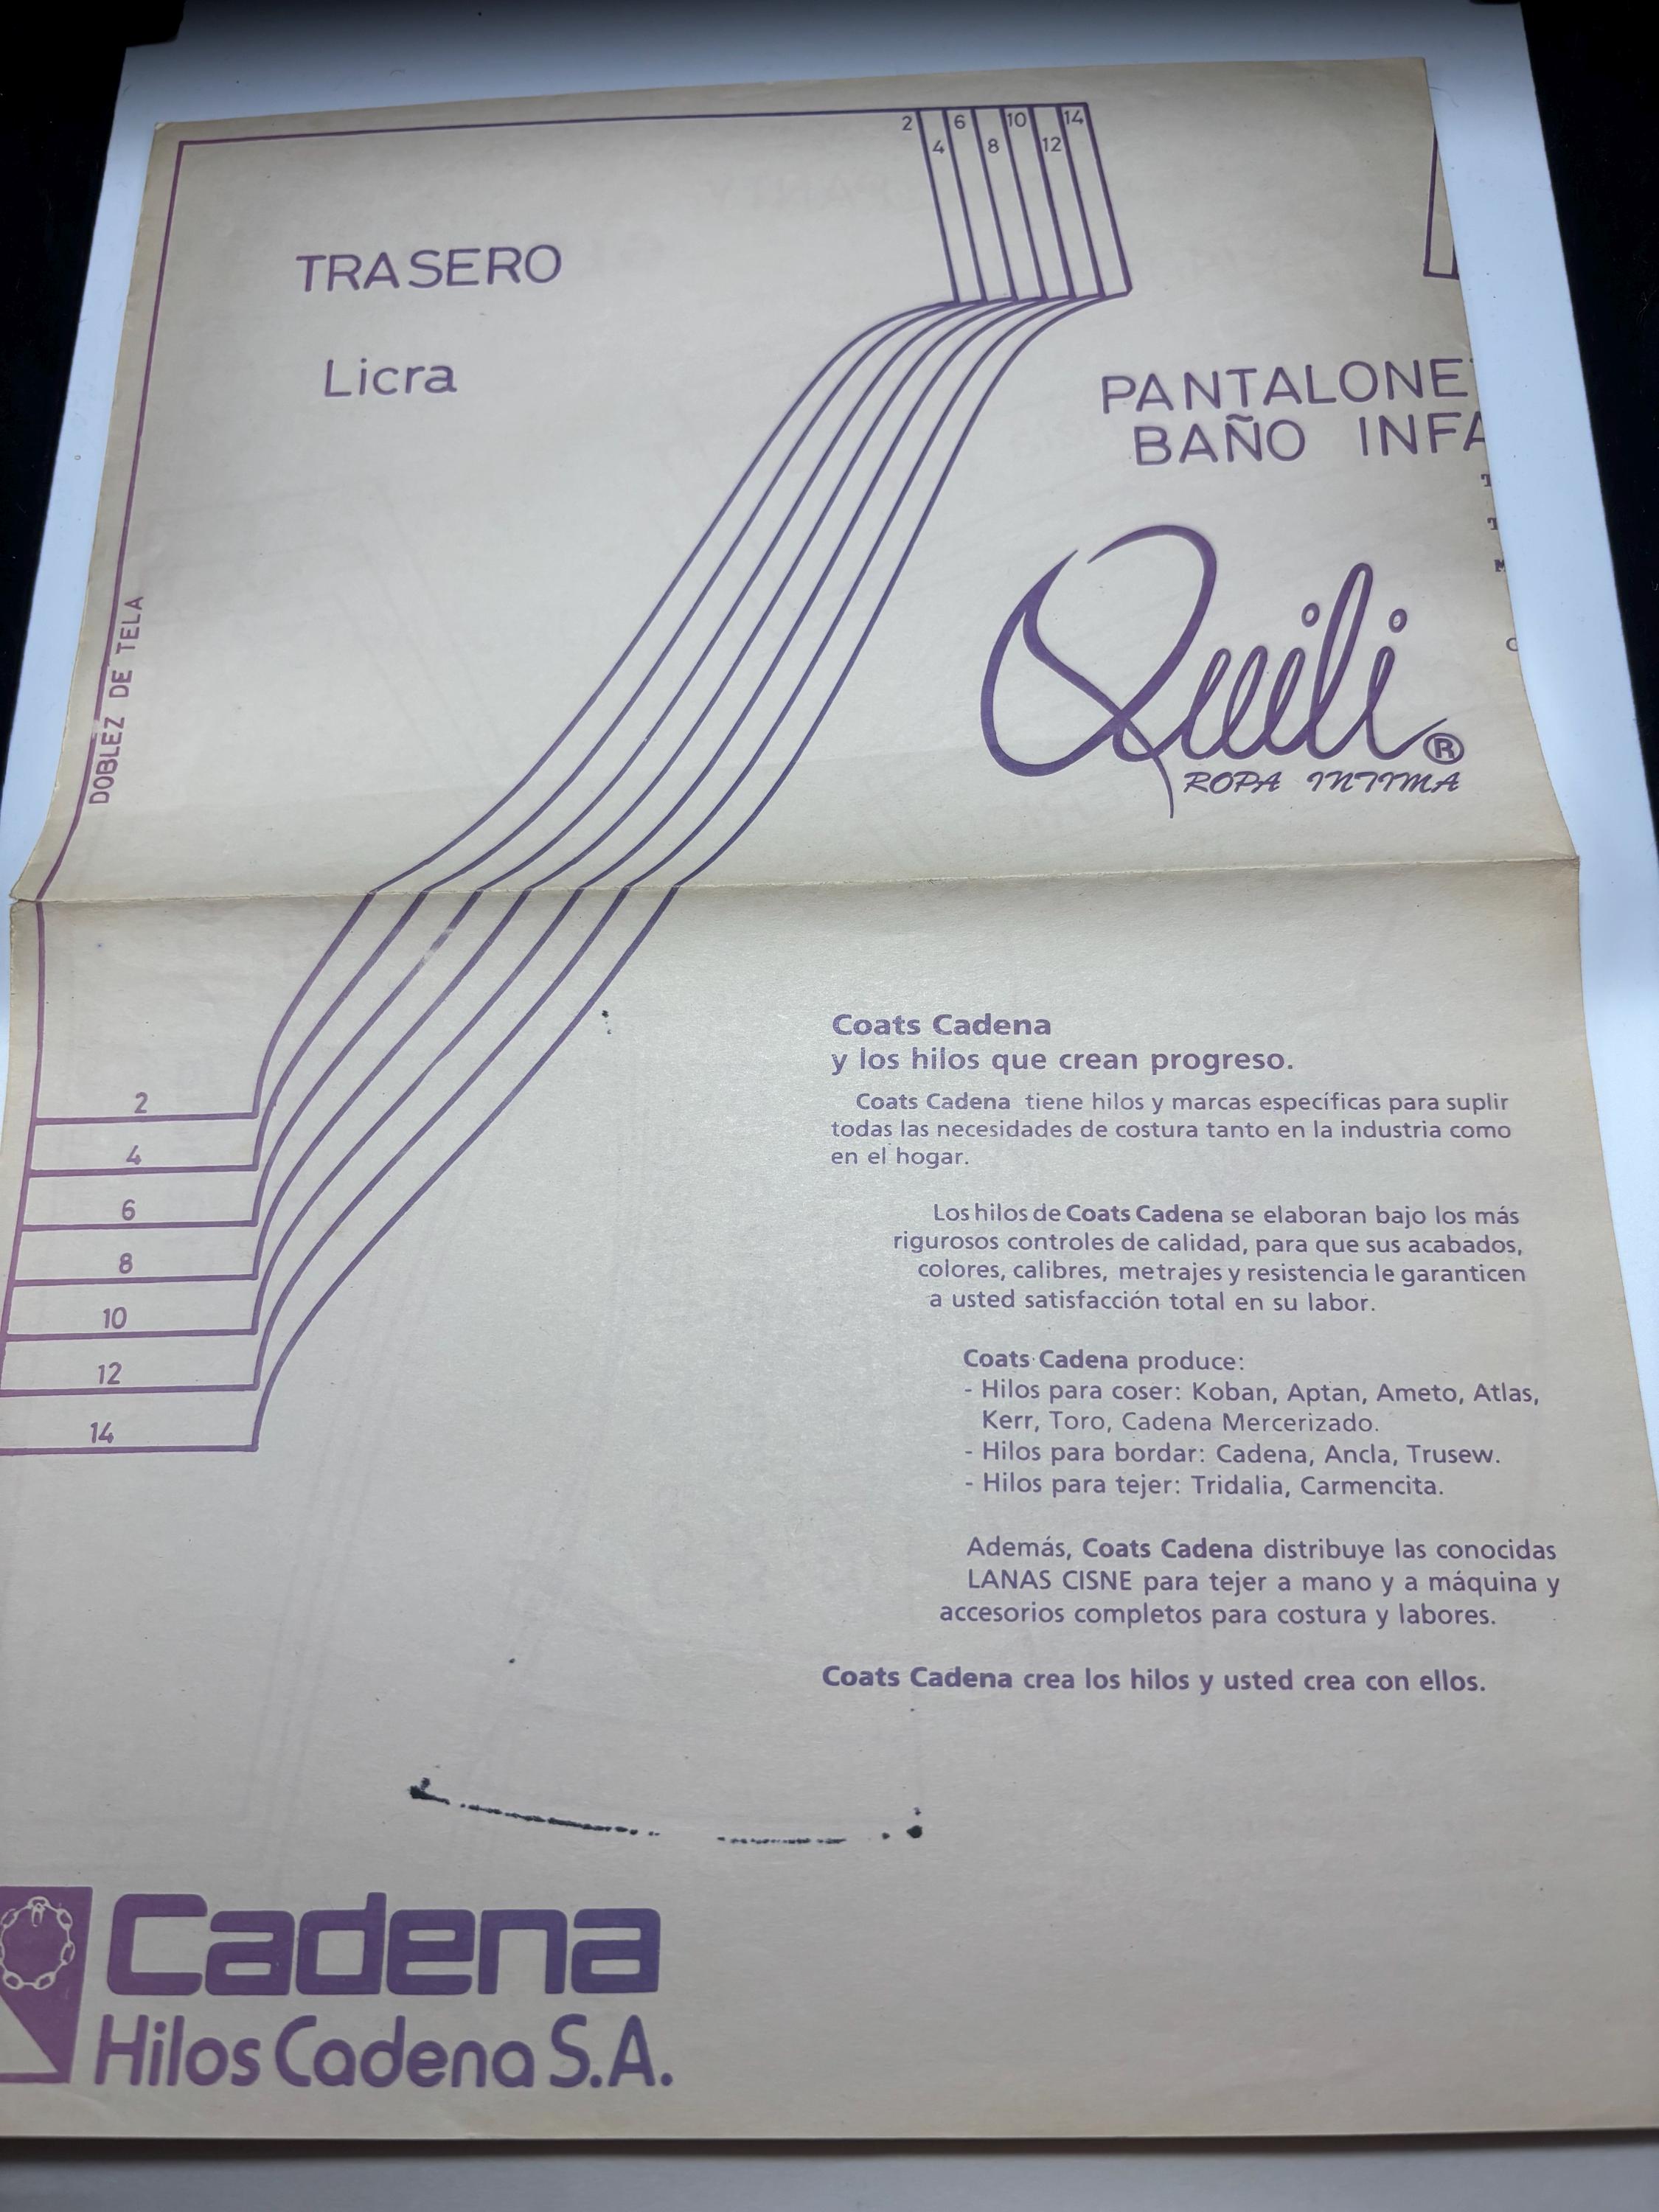 2 6 10 14
4 8 12
TRASERO
Licra
DOBLEZ DE TELA
PANTALONE
BAÑO INFA
Quili ®
ROPA INTIMA
2
4
6
8
10
12
14
Coats Cadena
y los hilos que crean progreso.
Coats Cadena tiene hilos y marcas específicas para suplir
todas las necesidades de costura tanto en la industria como
en el hogar.
Los hilos de Coats Cadena se elaboran bajo los más
rigurosos controles de calidad, para que sus acabados,
colores, calibres, metrajes y resistencia le garanticen
a usted satisfacción total en su labor.
Coats Cadena produce:
- Hilos para coser: Koban, Aptan, Ameto, Atlas,
Kerr, Toro, Cadena Mercerizado.
- Hilos para bordar: Cadena, Ancla, Trusew.
- Hilos para tejer: Tridalia, Carmencita.
Además, Coats Cadena distribuye las conocidas
LANAS CISNE para tejer a mano y a máquina y
accesorios completos para costura y labores.
Coats Cadena crea los hilos y usted crea con ellos.
Cadena
Hilos Cadena S.A.